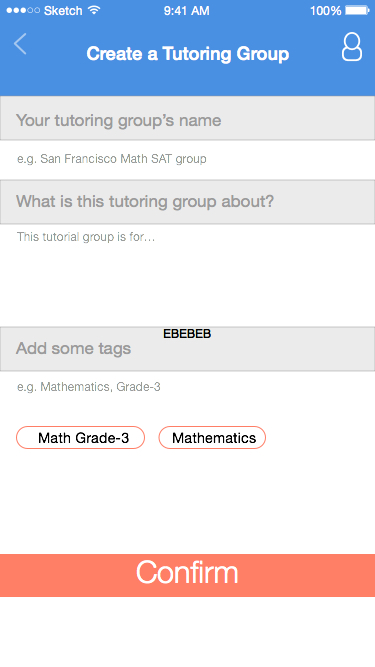 Sketch 9:41 AM 100%
Create a Tutoring Group
Your tutoring group’s name
e.g. San Francisco Math SAT group
What is this tutoring group about?
This tutorial group is for…
EBEBEB
Add some tags
e.g. Mathematics, Grade-3
Math Grade-3 Mathematics
Confirm